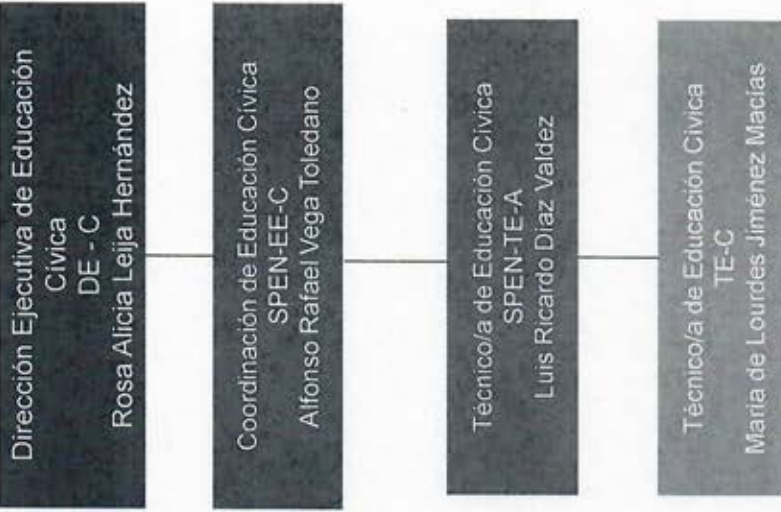 Dirección Ejecutiva de Educación
Cívica
DE - C
Rosa Alicia Leija Hernández
Coordinación de Educación Cívica
SPEN-EE-C
Alfonso Rafael Vega Toledano
Técnico/a de Educación Cívica
SPEN-TE-A
Luis Ricardo Diaz Valdez
Técnico/a de Educación Cívica
TE-C
María de Lourdes Jiménez Macías